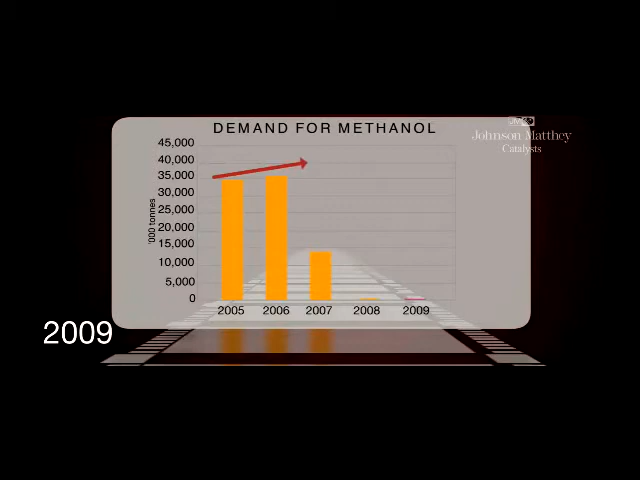 DEMAND FOR METHANOL
JM
Johnson Matthey
Catalysts
45,000
40,000
35,000
30,000
25,000
20,000
15,000
10,000
5,000
0
'000 tonnes
2005 2006 2007 2008 2009
2009